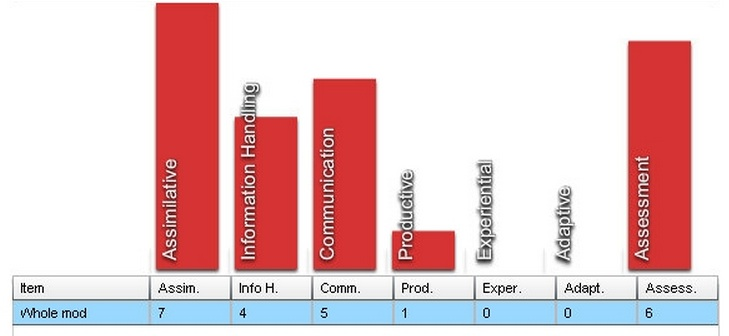 Assimilative
Information Handling
Communication
Productive
Experiential
Adaptive
Assessment
Item Assim. Info H. Comm. Prod. Exper. Adapt. Assess.
Whole mod 7 4 5 1 0 0 6